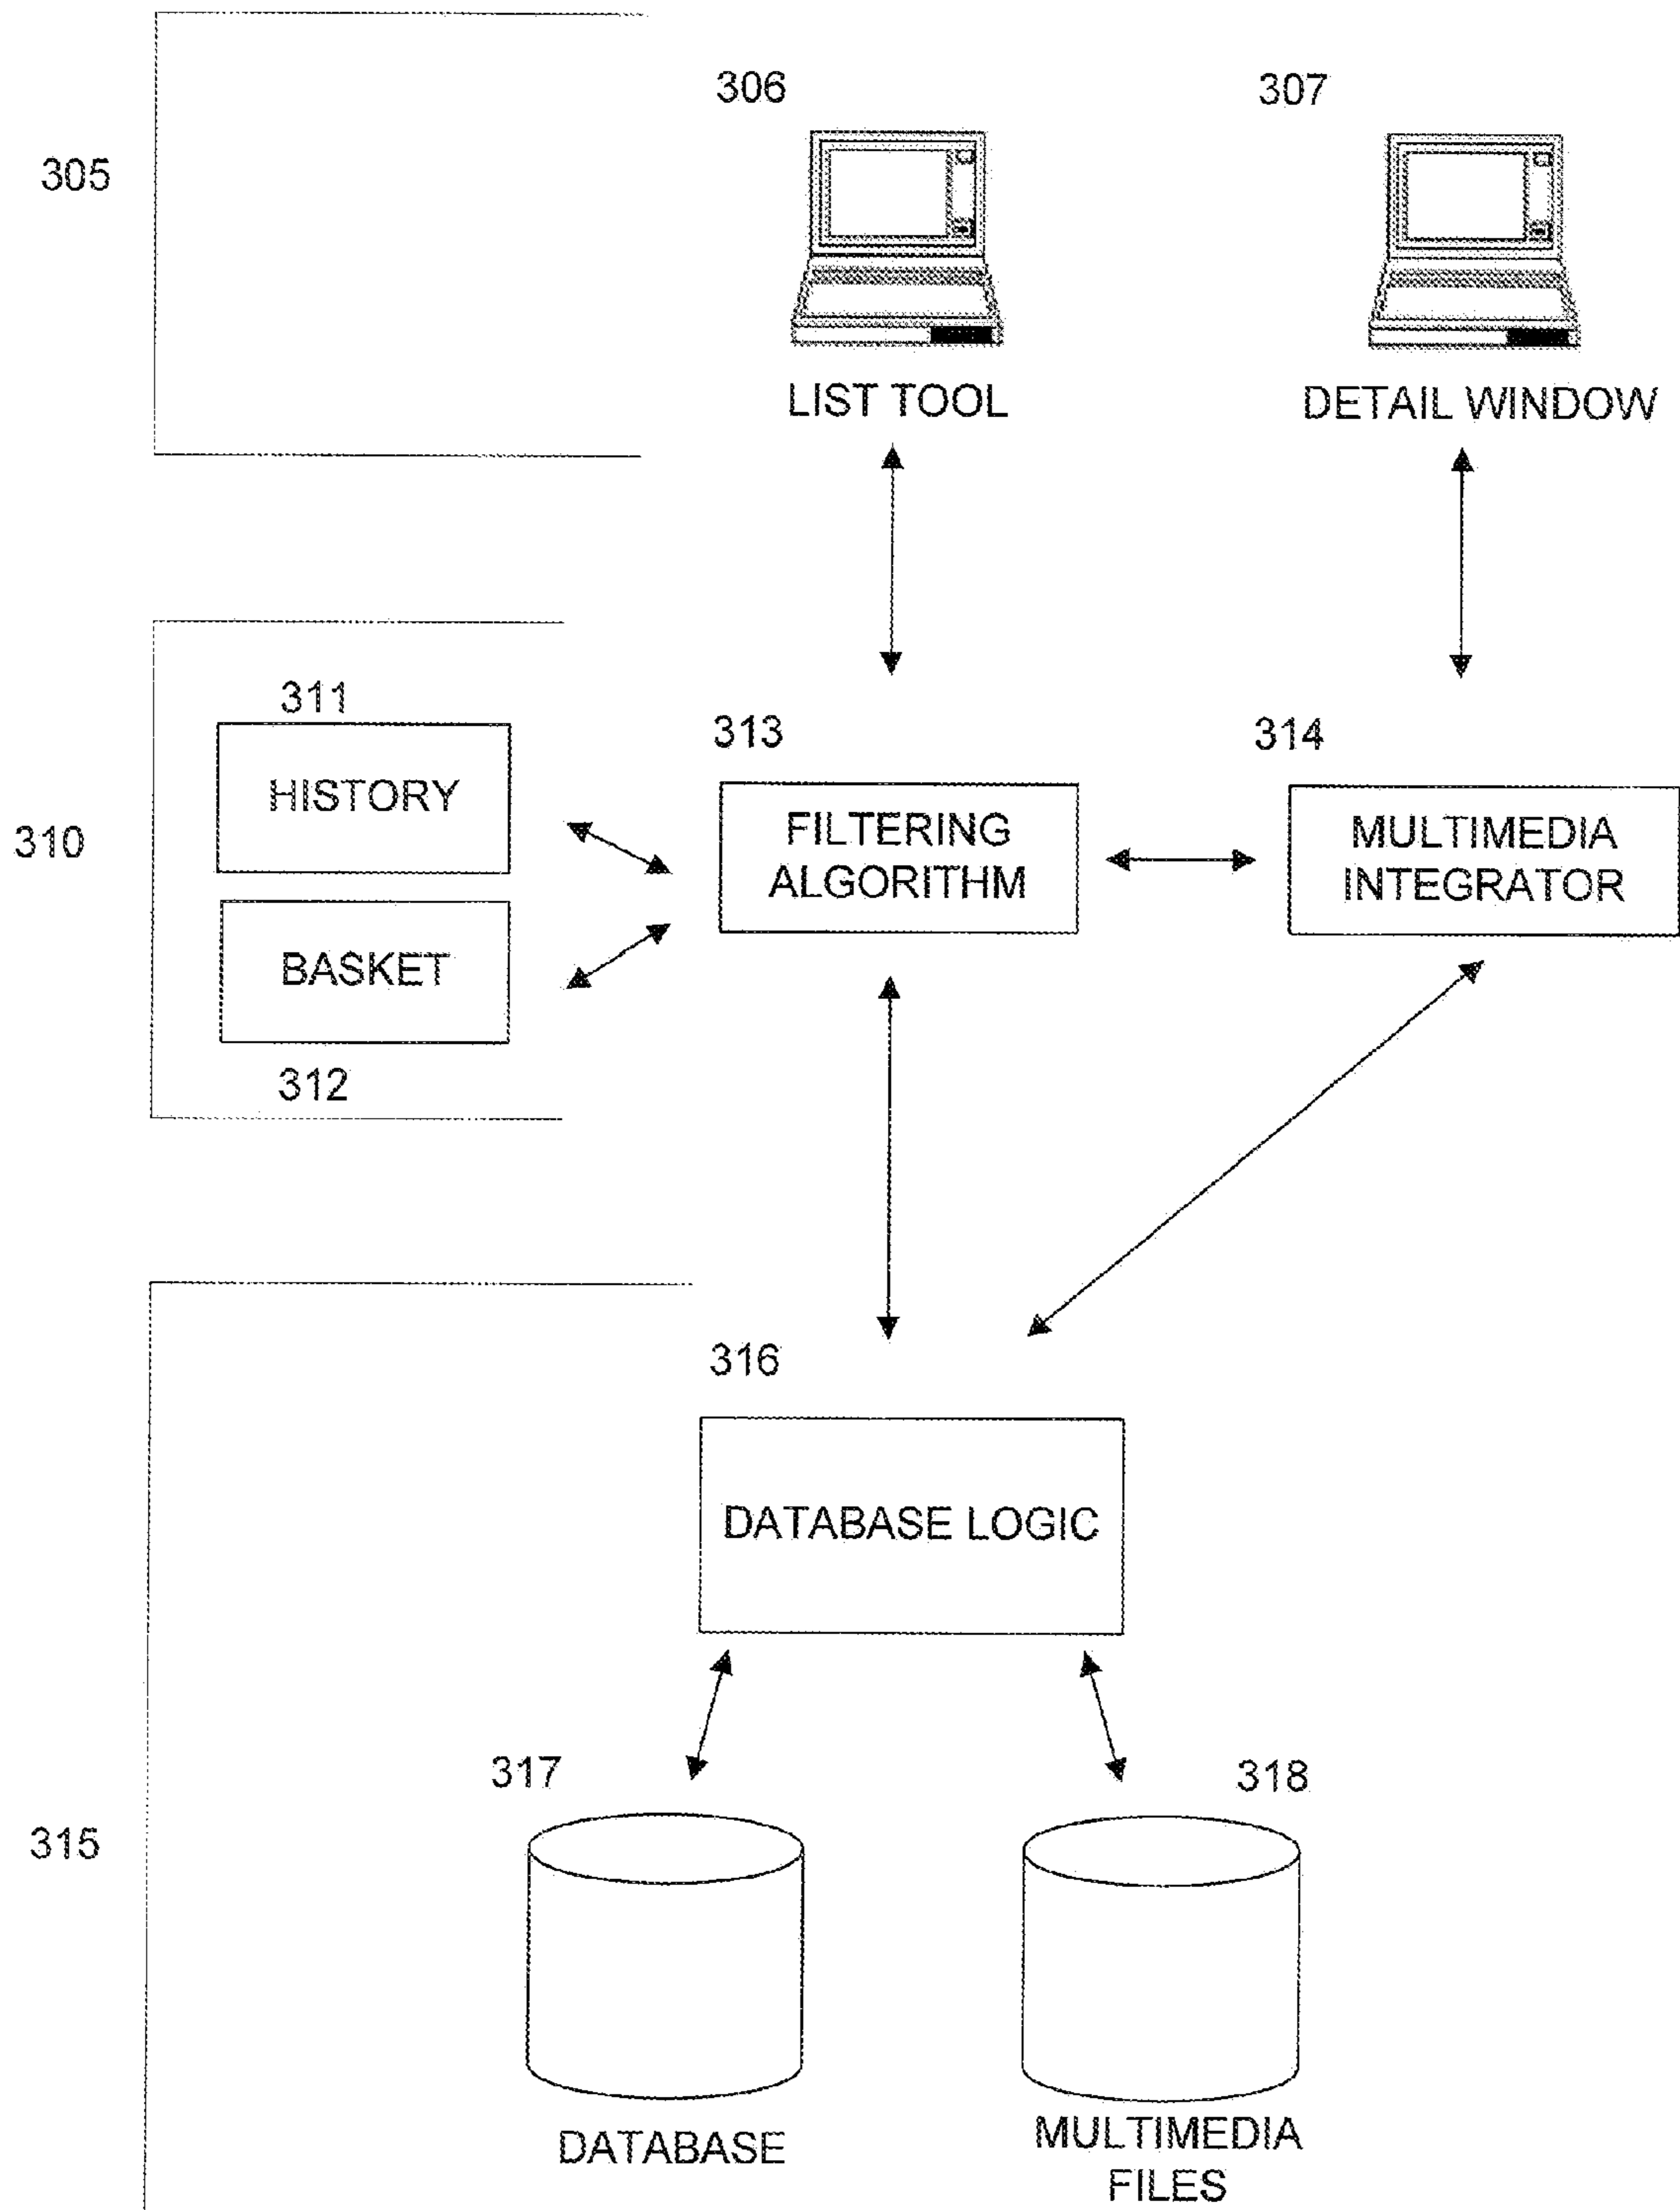 306
307
305
LIST TOOL
DETAIL WINDOW
311
313
314
HISTORY
FILTERING
ALGORITHM
MULTIMEDIA
INTEGRATOR
310
BASKET
312
316
DATABASE LOGIC
317
318
315
DATABASE
MULTIMEDIA
FILES